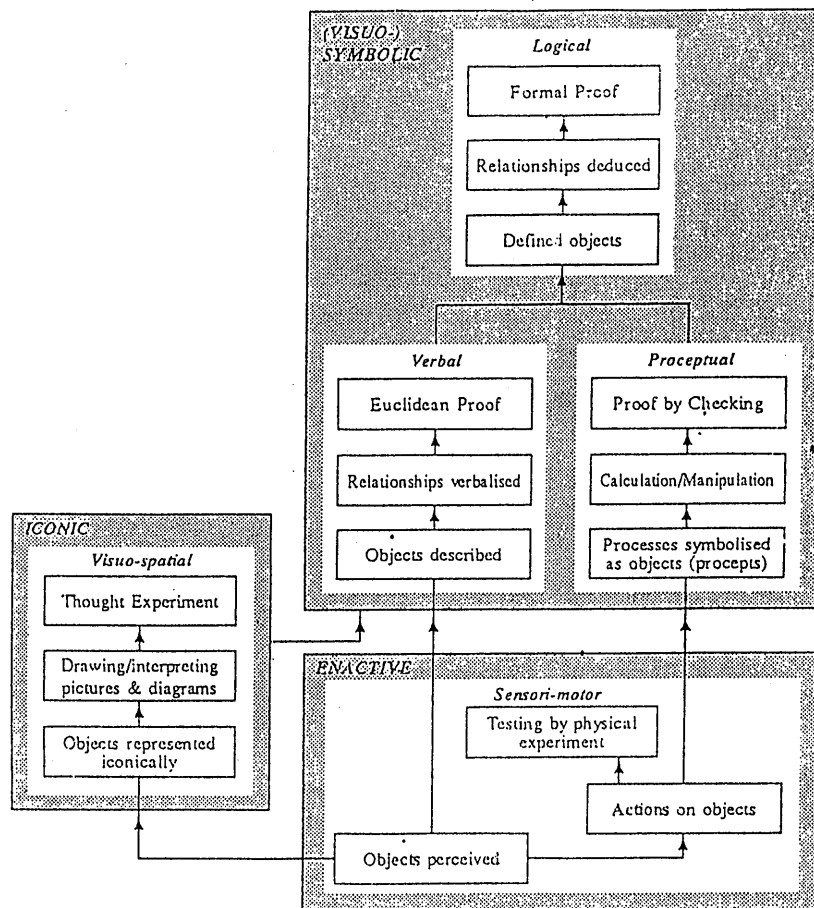 (VISUO-)
SYMBOLIC
Logical
Formal Proof
Relationships deduced
Defined objects
Verbal
Euclidean Proof
Relationships verbalised
Objects described
Proceptual
Proof by Checking
Calculation/Manipulation
Processes symbolised
as objects (procepts)
ICONIC
Visuo-spatial
Thought Experiment
Drawing/interpreting
pictures & diagrams
Objects represented
iconically
ENACTIVE
Sensori-motor
Testing by physical
experiment
Actions on objects
Objects perceived